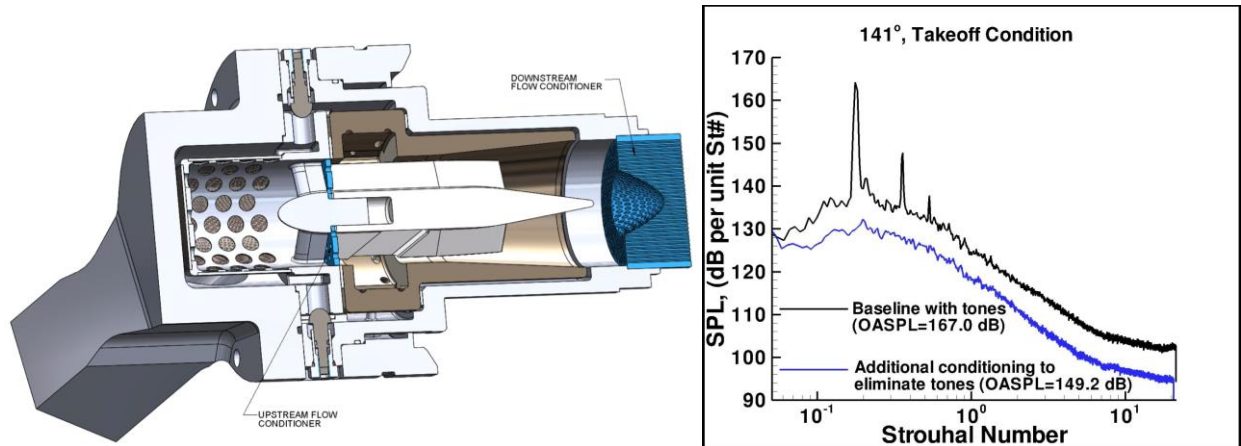 DOWNSTREAM
FLOW CONDITIONER
UPSTREAM FLOW
CONDITIONER
141°, Takeoff Condition
SPL, (dB per unit St#)
170
160
150
140
130
120
110
100
90
Baseline with tones
(OASPL=167.0 dB)
Additional conditioning to
eliminate tones (OASPL=149.2 dB)
10-1
100
101
Strouhal Number